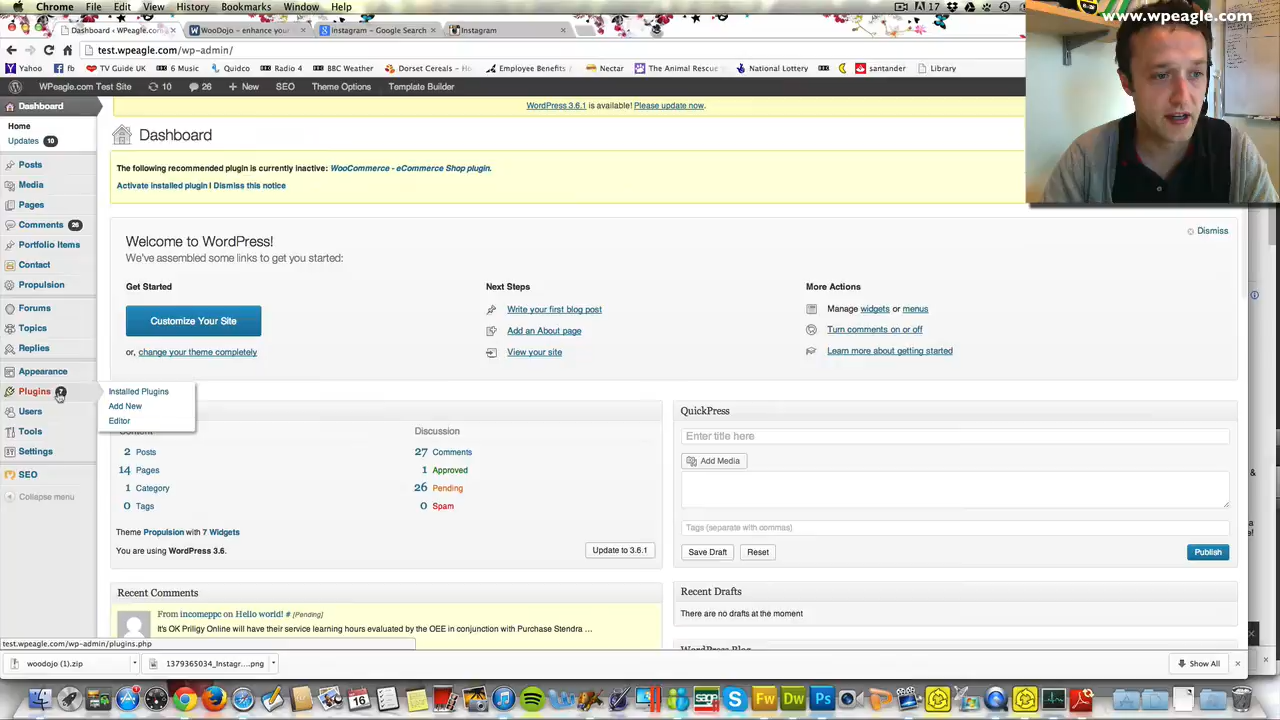 Chrome File Edit View History Bookmarks Window Help
17
www.wpeagle.com
Dashboard ‹ WPeagle.com
WooDojo – enhance your
instagram - Google Search
Instagram
test.wpeagle.com/wp-admin/
Yahoo fb TV Guide UK 6 Music Quidco Radio 4 BBC Weather Employee Benefits Nectar The Animal Rescue National Lottery santander Library
WPeagle.com Test Site 10 26 + New SEO Theme Options Template Builder
Dashboard
WordPress 3.6.1 is available! Please update now.
Home
Updates 10
Dashboard
Posts
The following recommended plugin is currently inactive: WooCommerce - eCommerce Shop plugin.
Media
Activate installed plugin | Dismiss this notice
Pages
Comments 26
Portfolio Items
Contact
Propulsion
Forums
Topics
Replies
Appearance
Plugins 7
Users
Tools
Settings
SEO
Collapse menu
Installed Plugins
Add New
Editor
Welcome to WordPress!
Dismiss
We've assembled some links to get you started:
Get Started
Customize Your Site
or, change your theme completely
Next Steps
Write your first blog post
Add an About page
View your site
More Actions
Manage widgets or menus
Turn comments on or off
Learn more about getting started
Content
2 Posts
14 Pages
1 Category
0 Tags
Discussion
27 Comments
1 Approved
26 Pending
0 Spam
Theme Propulsion with 7 Widgets
You are using WordPress 3.6.
Update to 3.6.1
QuickPress
Enter title here
Add Media
Tags (separate with commas)
Save Draft Reset Publish
Recent Comments
From incomeppc on Hello world! # [Pending]
It's OK Priligy Online will have their service learning hours evaluated by the OEE in conjunction with Purchase Stendra ...
Recent Drafts
There are no drafts at the moment
WordPress Blog
test.wpeagle.com/wp-admin/plugins.php
woodojo (1).zip
1379365034_Instagr....png
Show All
16
sage
Fw
Dw
Ps